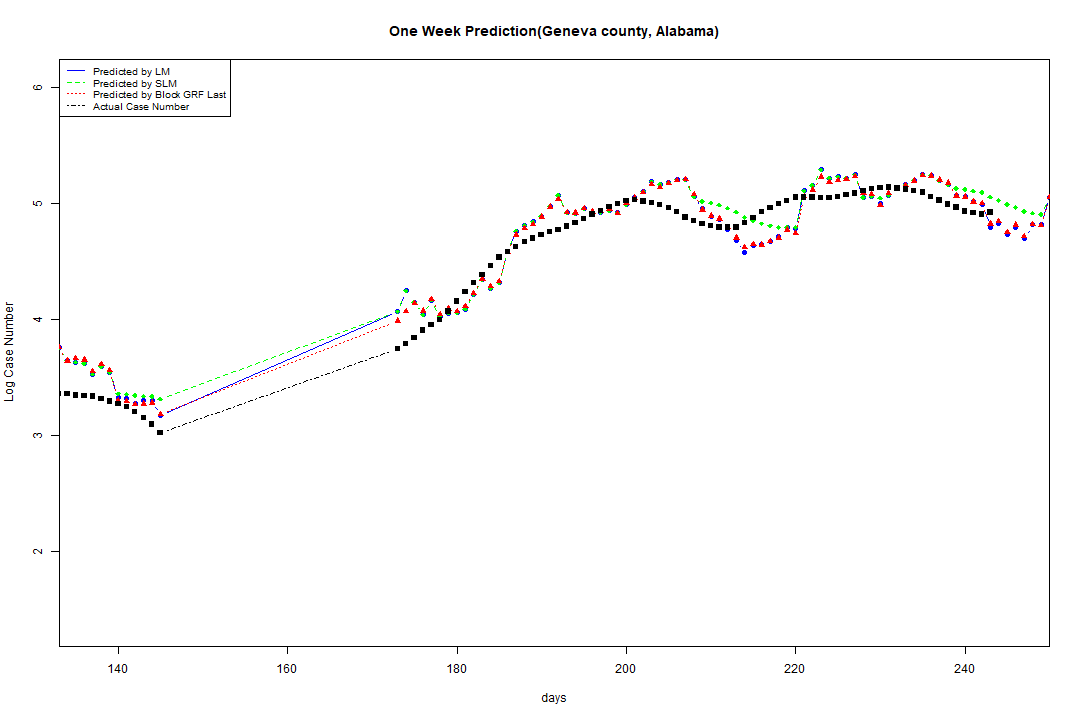 One Week Prediction(Geneva county, Alabama)
Predicted by LM
Predicted by SLM
Predicted by Block GRF Last
Actual Case Number
6
5
4
3
2
Log Case Number
140 160 180 200 220 240
days